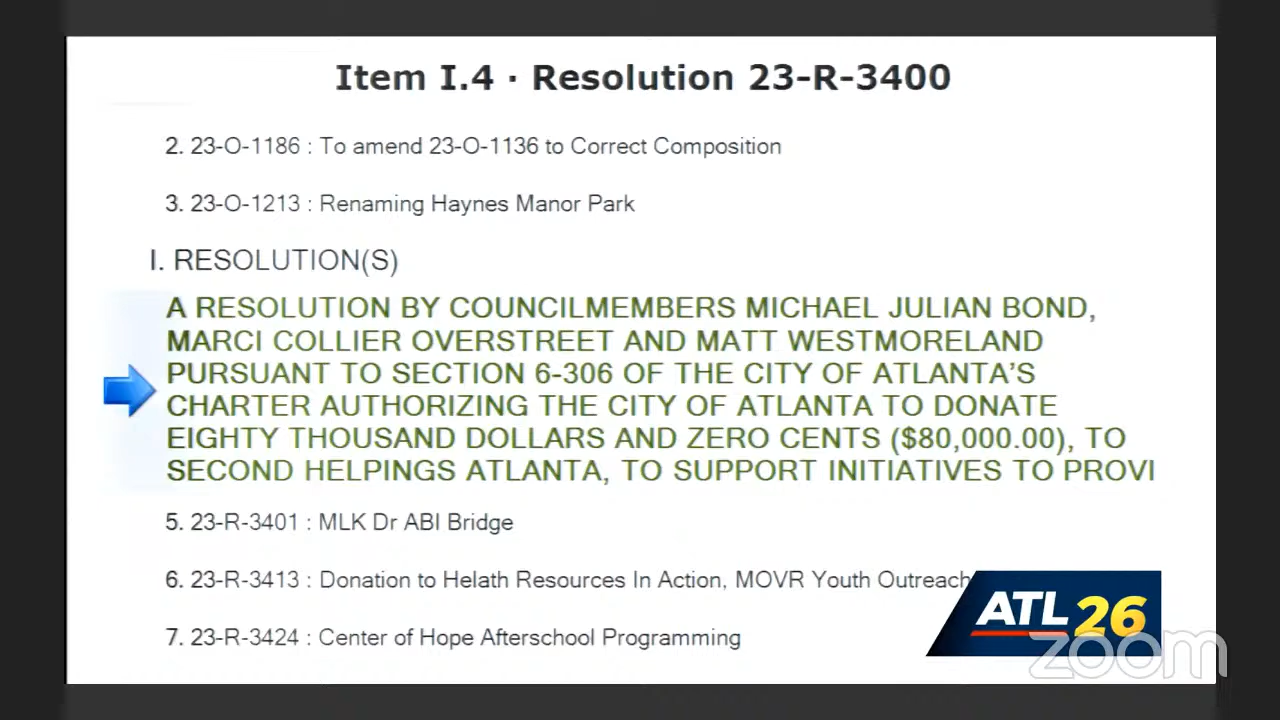 Item I.4 · Resolution 23-R-3400
2. 23-O-1186 : To amend 23-O-1136 to Correct Composition
3. 23-O-1213 : Renaming Haynes Manor Park
I. RESOLUTION(S)
A RESOLUTION BY COUNCILMEMBERS MICHAEL JULIAN BOND,
MARCI COLLIER OVERSTREET AND MATT WESTMORELAND
PURSUANT TO SECTION 6-306 OF THE CITY OF ATLANTA’S
CHARTER AUTHORIZING THE CITY OF ATLANTA TO DONATE
EIGHTY THOUSAND DOLLARS AND ZERO CENTS ($80,000.00), TO
SECOND HELPINGS ATLANTA, TO SUPPORT INITIATIVES TO PROVI
5. 23-R-3401 : MLK Dr ABI Bridge
6. 23-R-3413 : Donation to Helath Resources In Action, MOVR Youth Outreach
7. 23-R-3424 : Center of Hope Afterschool Programming
ATL 26
zoom